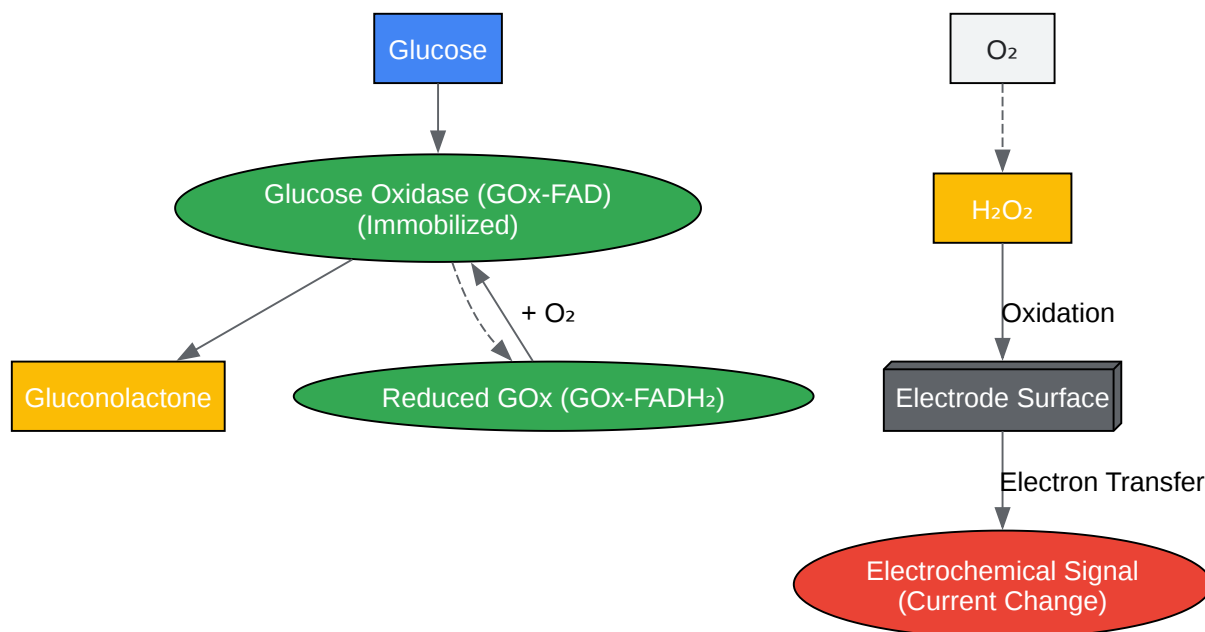 Glucose
O₂
Glucose Oxidase (GOx-FAD)
(Immobilized)
H₂O₂
+ O₂
Oxidation
Gluconolactone
Reduced GOx (GOx-FADH₂)
Electrode Surface
Electron Transfer
Electrochemical Signal
(Current Change)